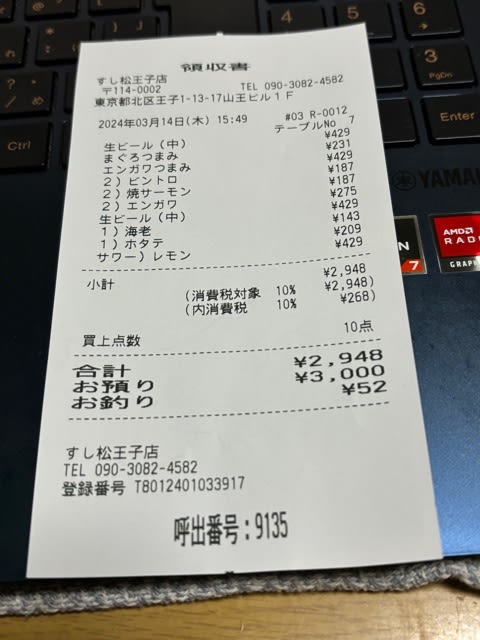 領収書
すし松王子店
〒114-0002 TEL 090-3082-4582
東京都北区王子1-13-17山王ビル１Ｆ
2024年03月14日(木) 15:49 #03 R-0012
テーブルNo 7
生ビール（中） ¥429
まぐろつまみ ¥231
エンガワつまみ ¥429
２）ビントロ ¥187
２）焼サーモン ¥187
２）エンガワ ¥275
生ビール（中） ¥429
１）海老 ¥143
１）ホタテ ¥209
サワー）レモン ¥429
小計 ¥2,948
(消費税対象 10% ¥2,948)
(内消費税 10% ¥268)
買上点数 10点
合計 ¥2,948
お預り ¥3,000
お釣り ¥52
すし松王子店
TEL 090-3082-4582
登録番号 T8012401033917
呼出番号：9135
Ctrl
Enter
3
PgDn
YAMA
AMD
RAD
GRAPH
N
7